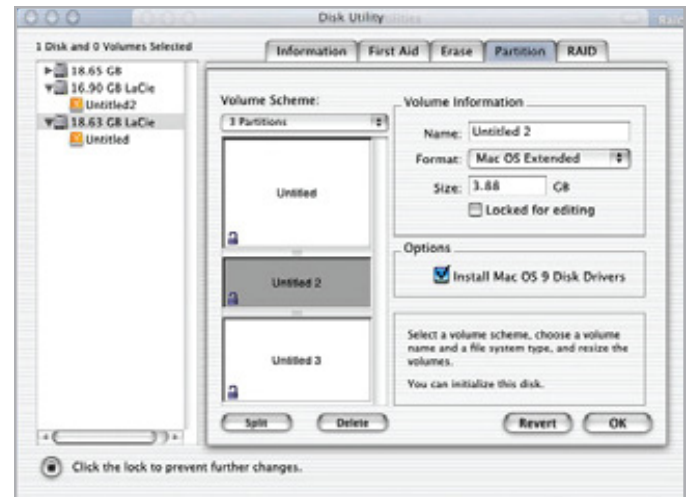 Disk Utility
1 Disk and 0 Volumes Selected
Information
First Aid
Erase
Partition
RAID
18.65 GB
16.90 GB LaCie
Untitled2
18.63 GB LaCie
Untitled
Volume Scheme:
3 Partitions
Untitled
Untitled 2
Untitled 3
Split
Delete
Volume Information
Name: Untitled 2
Format: Mac OS Extended
Size: 3.88 GB
Locked for editing
Options
Install Mac OS 9 Disk Drivers
Select a volume scheme, choose a volume
name and a file system type, and resize the
volumes.
You can initialize this disk.
Revert
OK
Click the lock to prevent further changes.